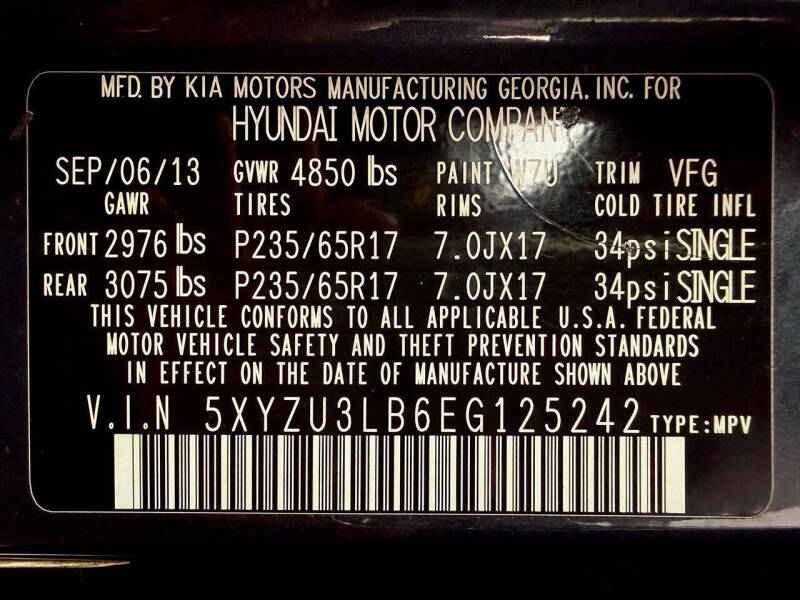 MFD. BY KIA MOTORS MANUFACTURING GEORGIA. INC. FOR
HYUNDAI MOTOR COMPANY
SEP/06/13 GVWR 4850 lbs PAINT W7U TRIM VFG
GAWR TIRES RIMS COLD TIRE INFL
FRONT 2976 lbs P235/65R17 7.0JX17 34psi SINGLE
REAR 3075 lbs P235/65R17 7.0JX17 34psi SINGLE
THIS VEHICLE CONFORMS TO ALL APPLICABLE U.S.A. FEDERAL
MOTOR VEHICLE SAFETY AND THEFT PREVENTION STANDARDS
IN EFFECT ON THE DATE OF MANUFACTURE SHOWN ABOVE
V.I.N 5XYZU3LB6EG125242 TYPE:MPV